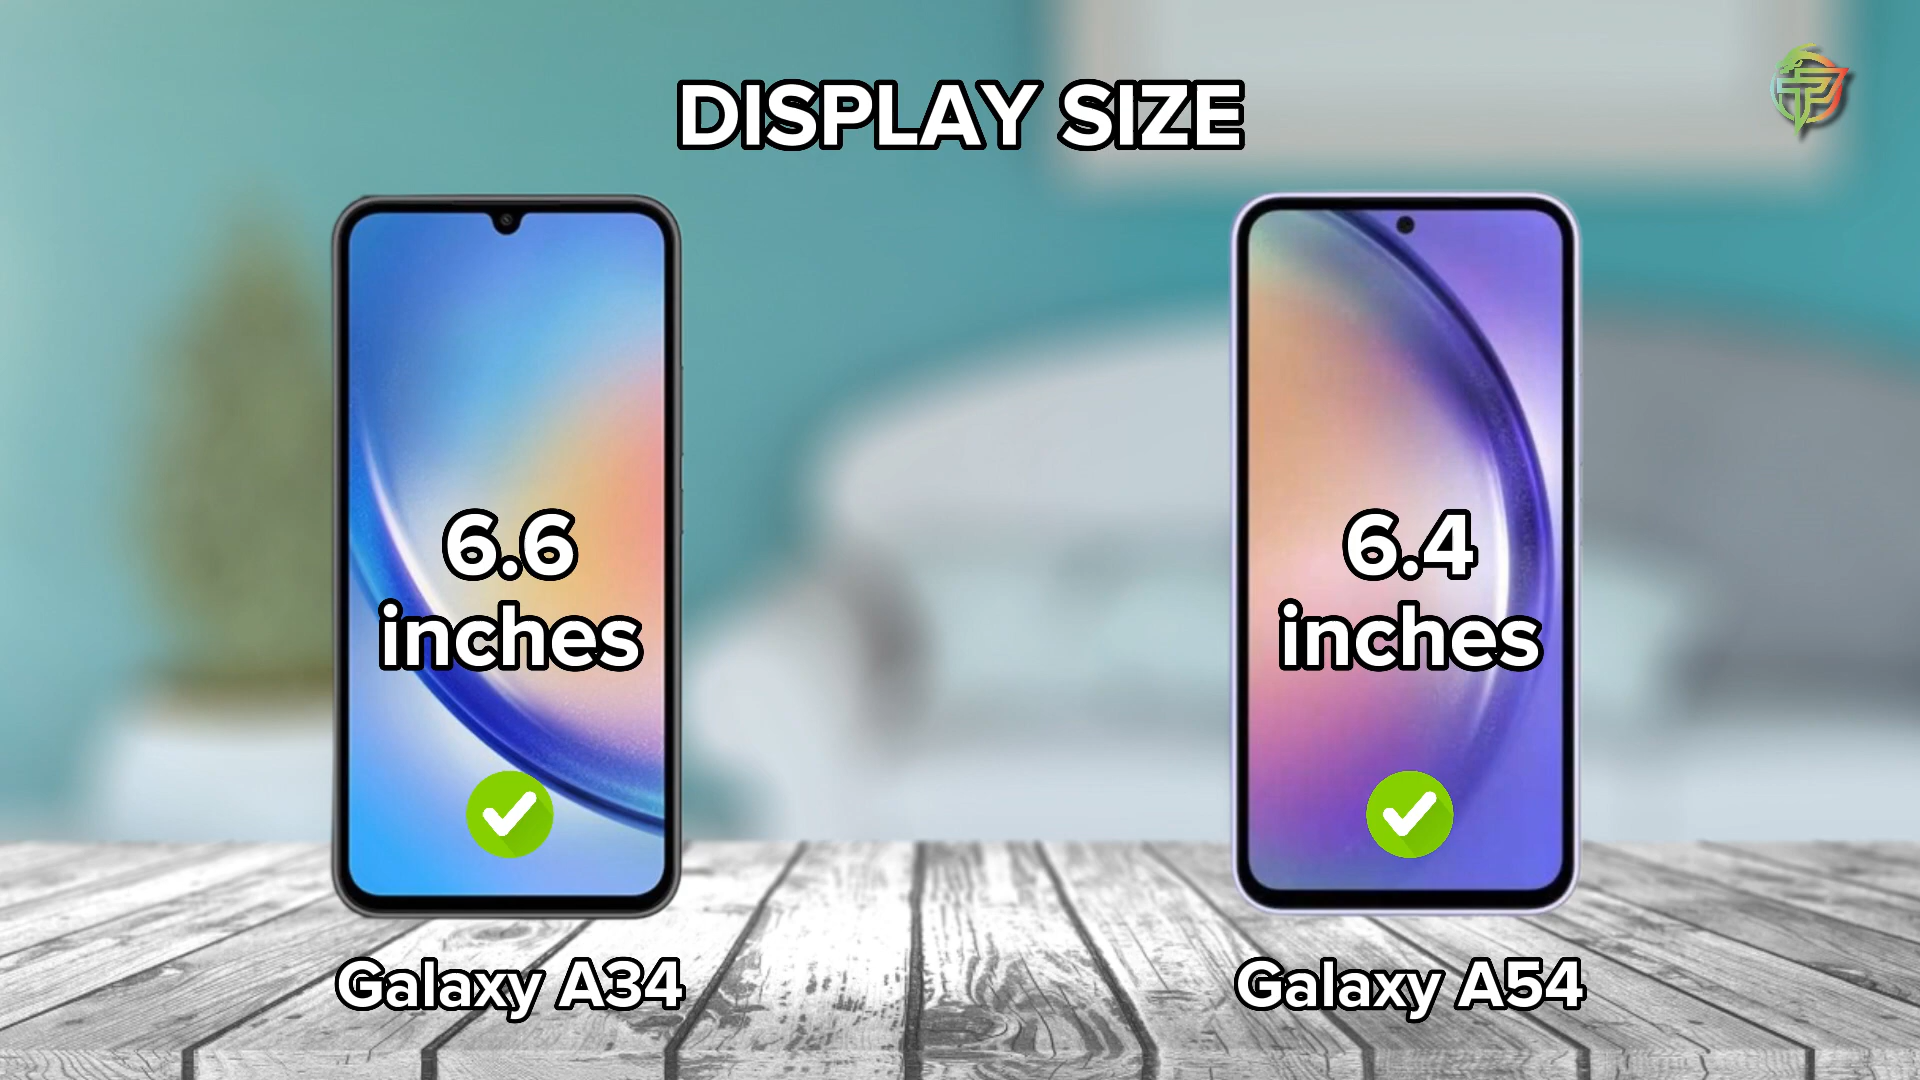 DISPLAY SIZE
6.6
inches
6.4
inches
Galaxy A34
Galaxy A54